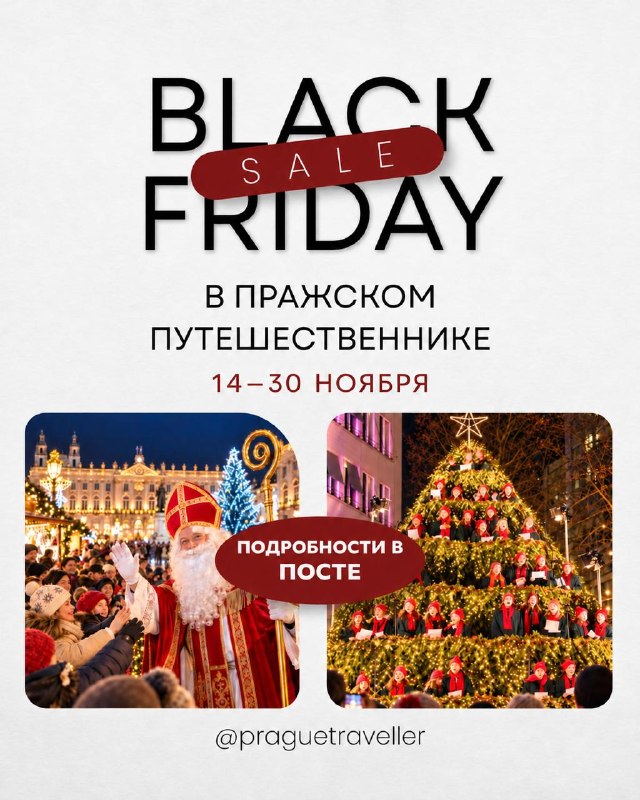 BLACK
SALE
FRIDAY
В ПРАЖСКОМ
ПУТЕШЕСТВЕННИКЕ
14–30 НОЯБРЯ
ПОДРОБНОСТИ В
ПОСТЕ
@praguetraveller